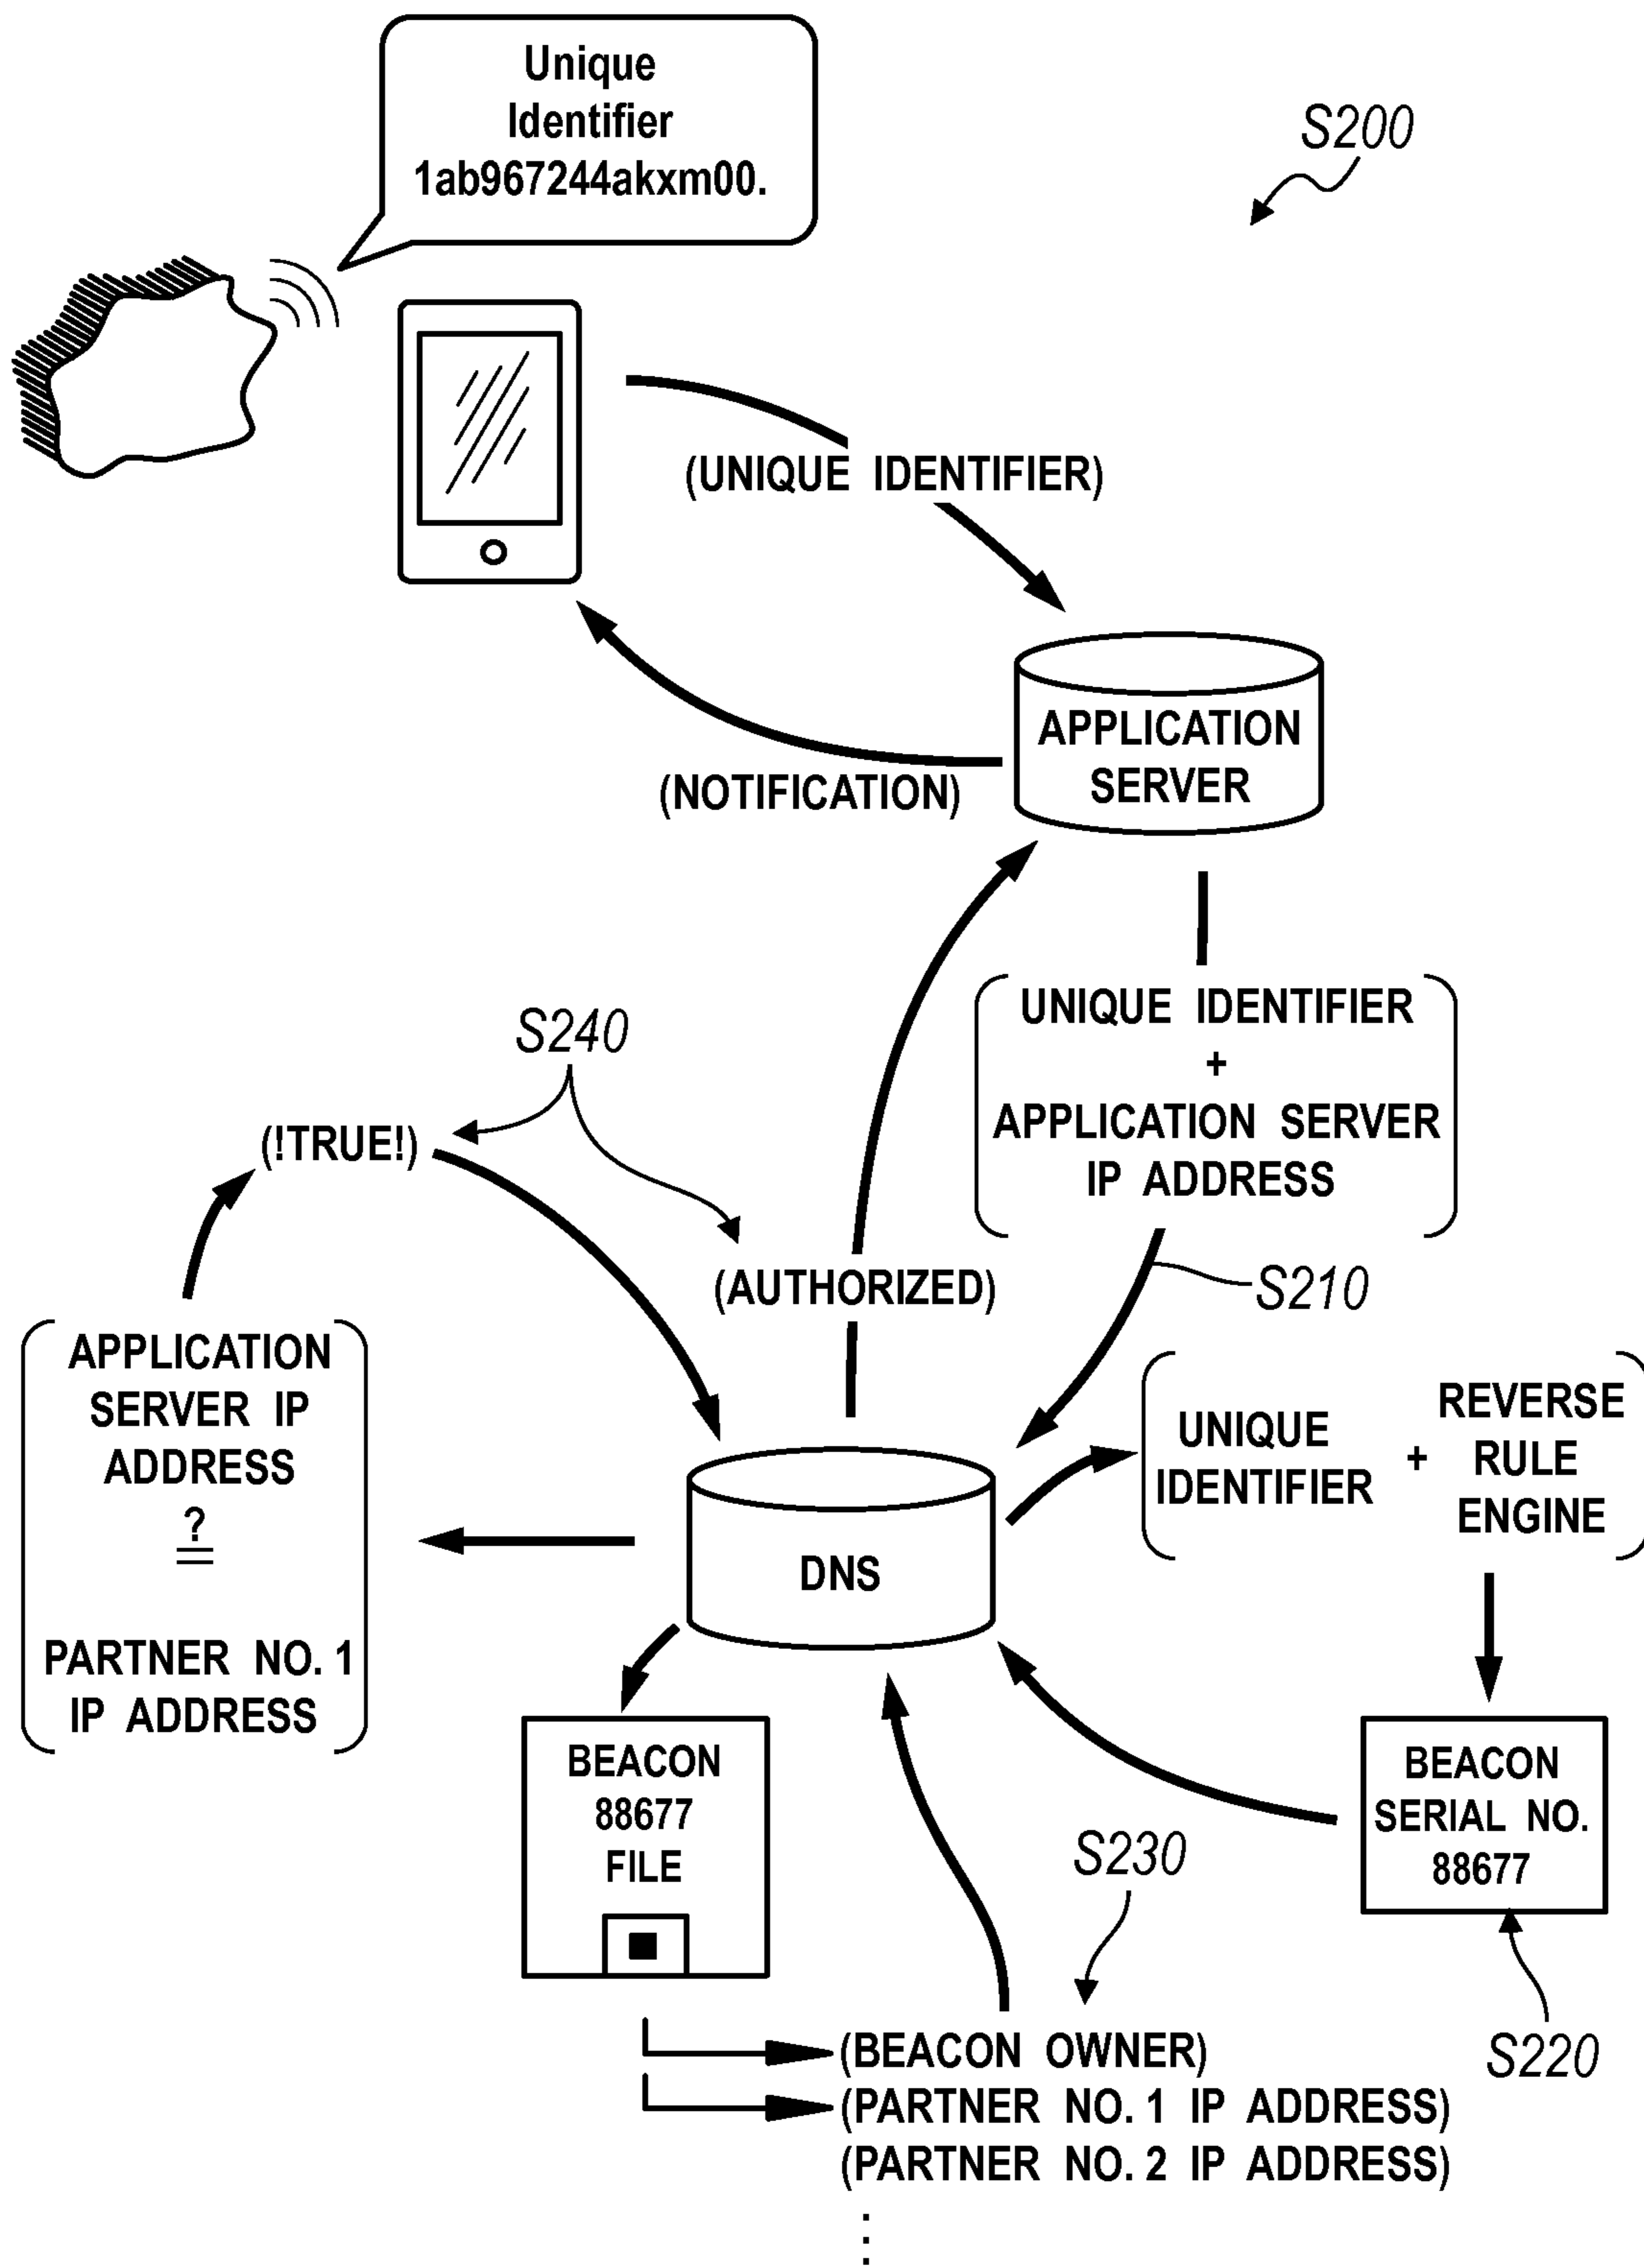 Unique
Identifier
1ab967244akxm00.
S200
(UNIQUE IDENTIFIER)
APPLICATION
SERVER
(NOTIFICATION)
UNIQUE IDENTIFIER
+
APPLICATION SERVER
IP ADDRESS
S240
(!TRUE!)
(AUTHORIZED)
S210
APPLICATION
SERVER IP
ADDRESS
?
=
PARTNER NO. 1
IP ADDRESS
UNIQUE
IDENTIFIER
+
REVERSE
RULE
ENGINE
DNS
BEACON
88677
FILE
BEACON
SERIAL NO.
88677
S230
S220
(BEACON OWNER)
(PARTNER NO. 1 IP ADDRESS)
(PARTNER NO. 2 IP ADDRESS)
⋮